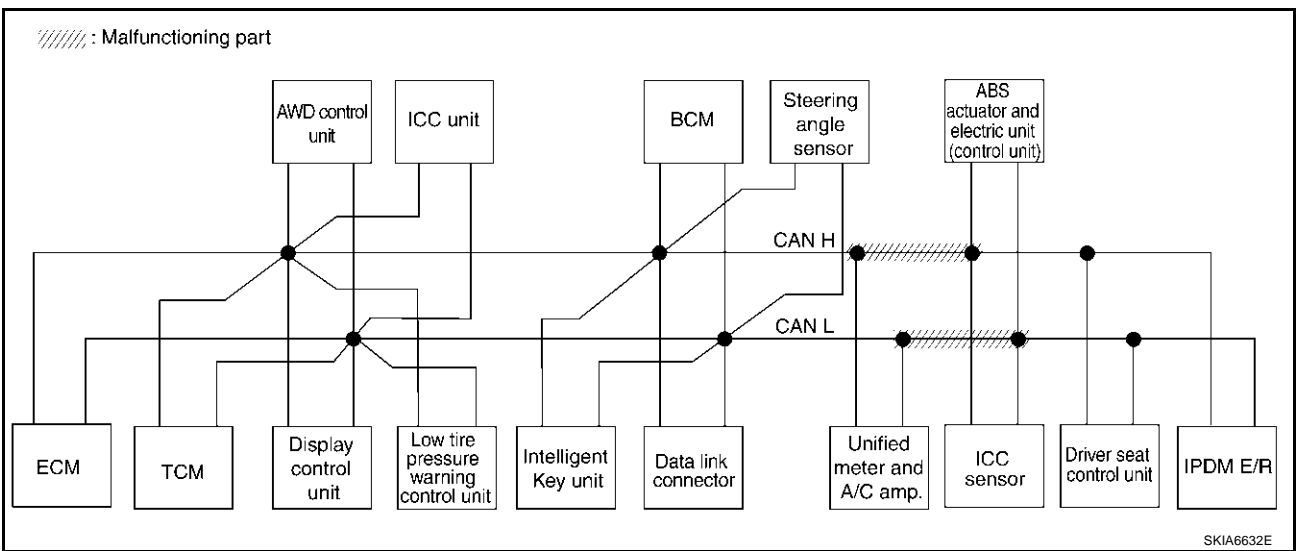 : Malfunctioning part
AWD control
unit
ICC unit
BCM
Steering
angle
sensor
ABS
actuator and
electric unit
(control unit)
CAN H
CAN L
ECM
TCM
Display
control
unit
Low tire
pressure
warning
control unit
Intelligent
Key unit
Data link
connector
Unified
meter and
A/C amp.
ICC
sensor
Driver seat
control unit
IPDM E/R
SKIA6632E